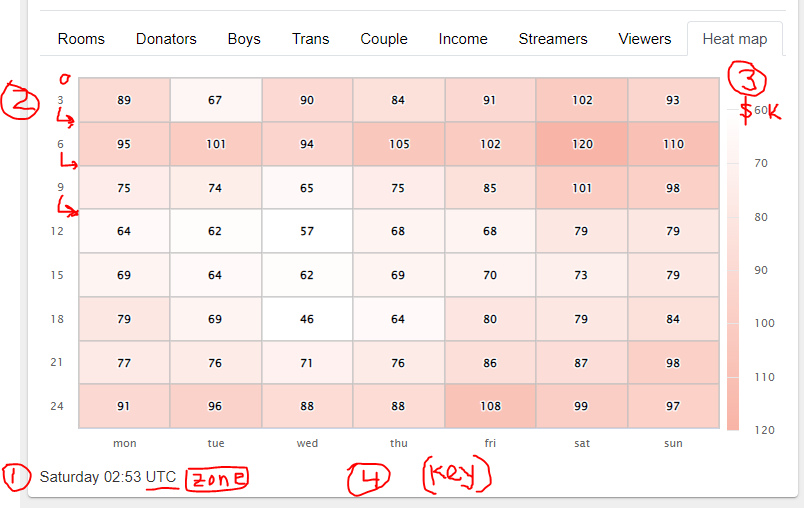 Rooms Donators Boys Trans Couple Income Streamers Viewers Heat map
0
2 3 89 67 90 84 91 102 93 3
$ 60 K
6 95 101 94 105 102 120 110
70
9 75 74 65 75 85 101 98
12 64 62 57 68 68 79 79 80
15 69 64 62 69 70 73 79 90
18 79 69 46 64 80 79 84 100
21 77 76 71 76 86 87 98
110
24 91 96 88 88 108 99 97
120
mon tue wed thu fri sat sun
1 Saturday 02:53 UTC zone 4 (key)